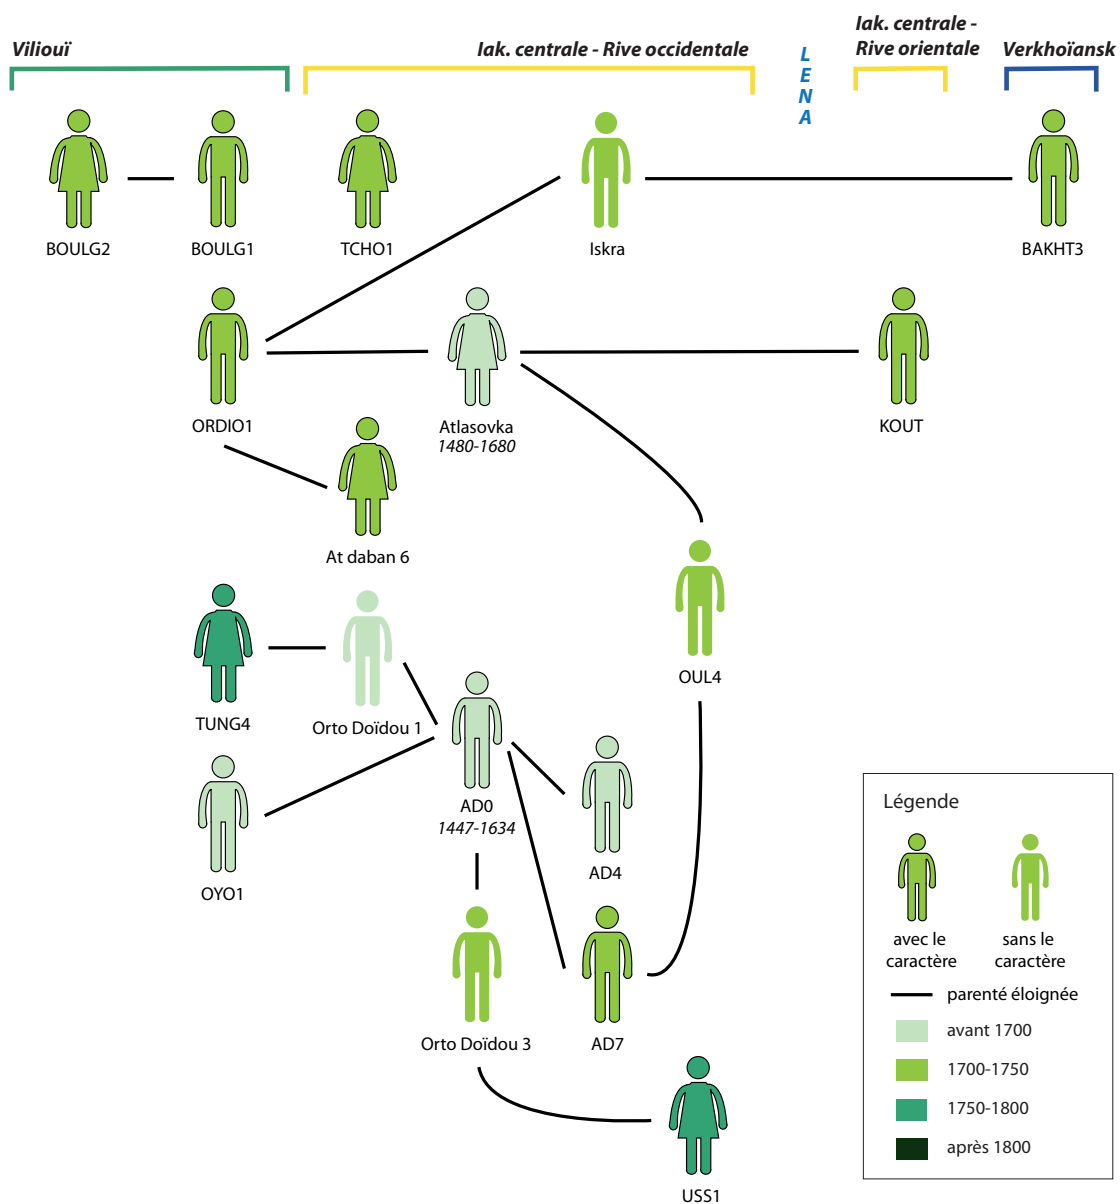 Viliouï
Iak. centrale - Rive occidentale
L
E
N
A
Iak. centrale -
Rive orientale
Verkhoïansk
BOULG2
BOULG1
TCHO1
Iskra
BAKHT3
ORDIO1
Atlasovka
1480-1680
KOUT
At daban 6
OUL4
TUNG4
Orto Doïdou 1
AD0
1447-1634
AD4
OYO1
Orto Doïdou 3
AD7
USS1
Légende
avec le
caractère
sans le
caractère
parenté éloignée
avant 1700
1700-1750
1750-1800
après 1800